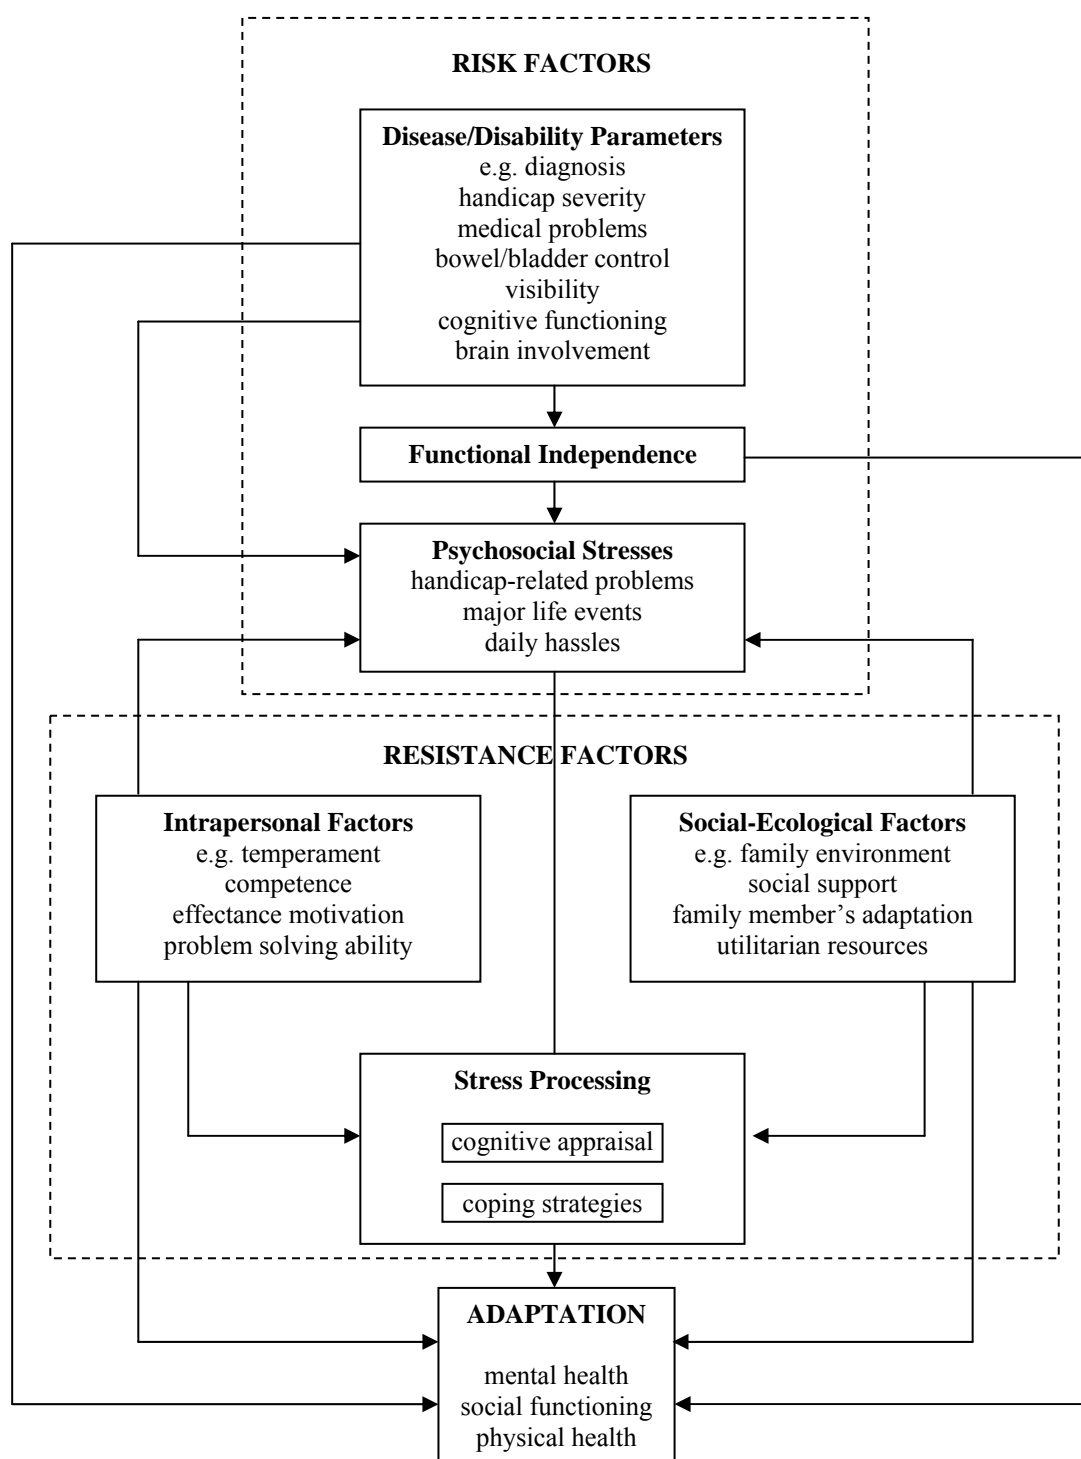 RISK FACTORS
Disease/Disability Parameters
e.g. diagnosis
handicap severity
medical problems
bowel/bladder control
visibility
cognitive functioning
brain involvement
Functional Independence
Psychosocial Stresses
handicap-related problems
major life events
daily hassles
RESISTANCE FACTORS
Intrapersonal Factors
e.g. temperament
competence
effectance motivation
problem solving ability
Social-Ecological Factors
e.g. family environment
social support
family member’s adaptation
utilitarian resources
Stress Processing
cognitive appraisal
coping strategies
ADAPTATION
mental health
social functioning
physical health